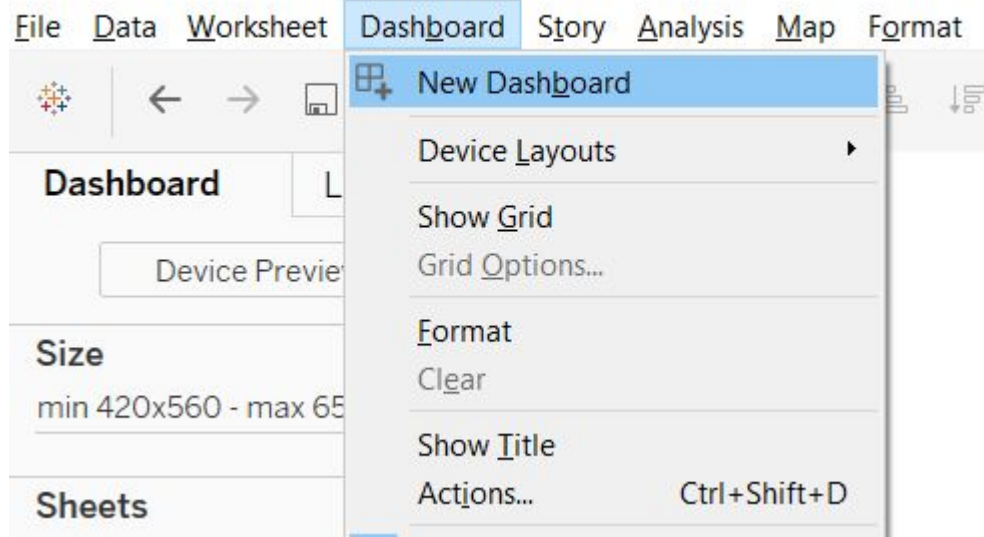 File Data Worksheet Dashboard Story Analysis Map Format
New Dashboard
Device Layouts
Dashboard L
Show Grid
Device Previe
Grid Options...
Format
Size
Clear
min 420x560 - max 65
Show Title
Actions... Ctrl+Shift+D
Sheets